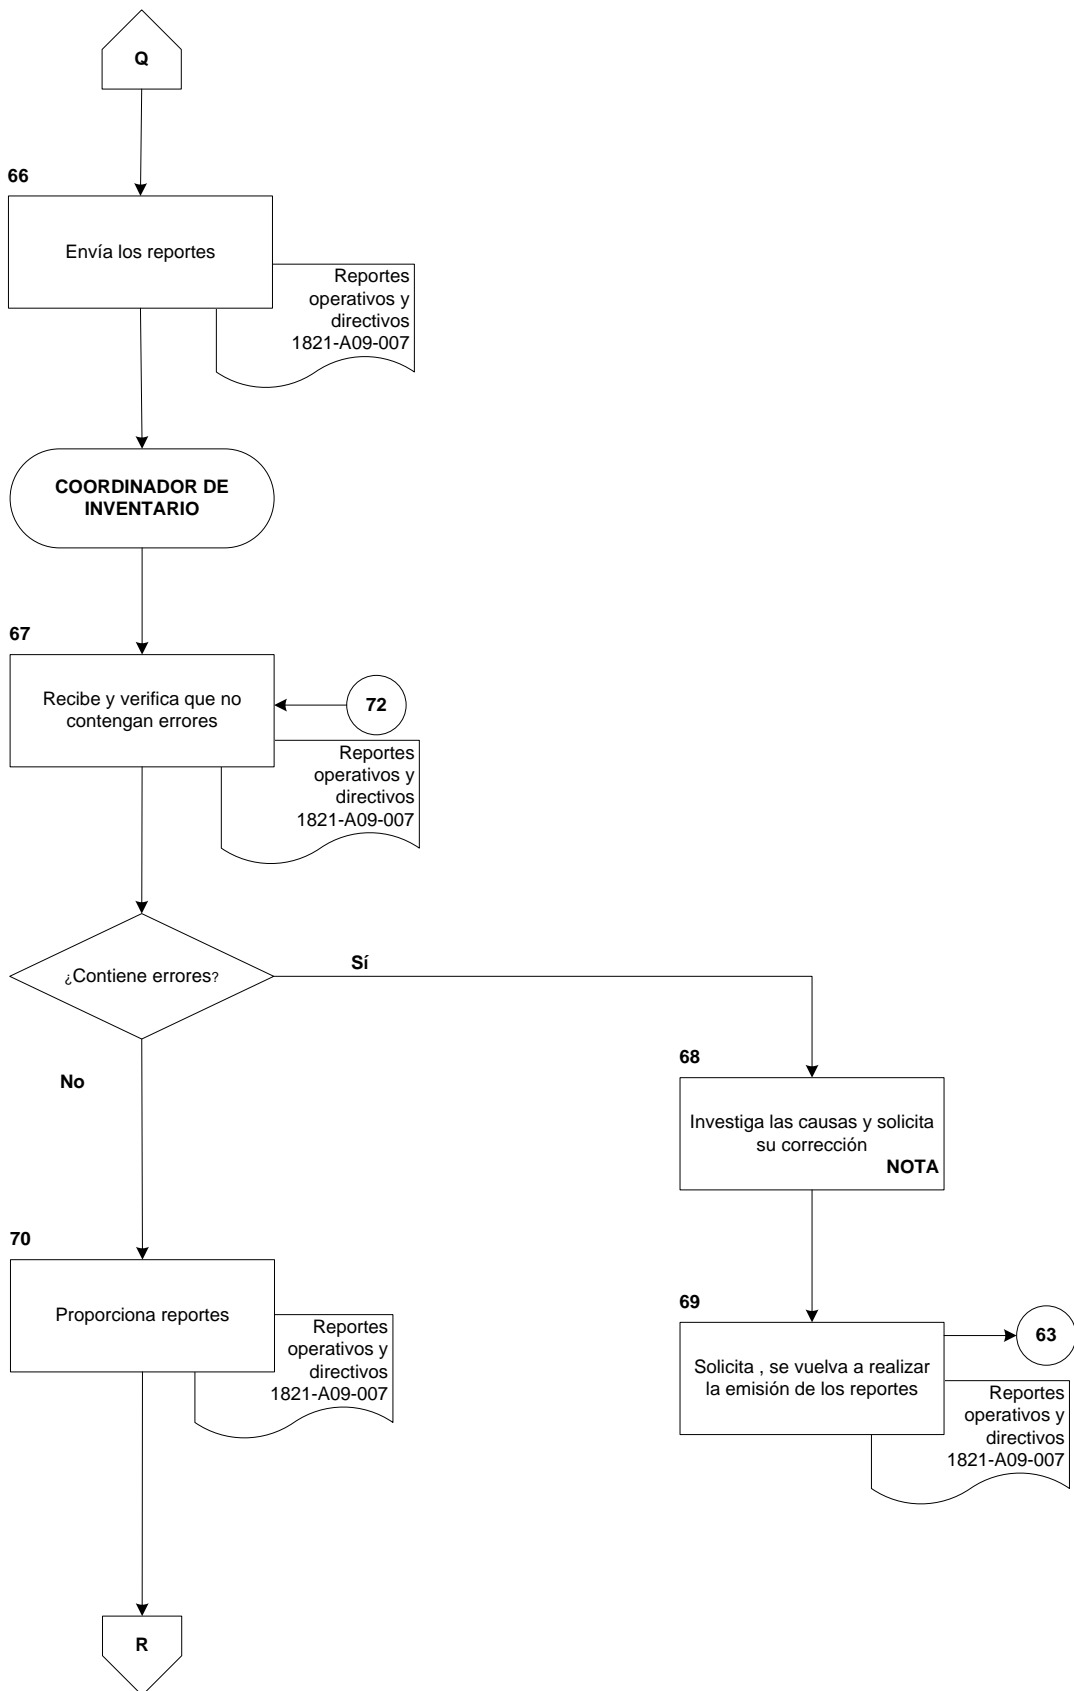 Q
66
Envía los reportes
Reportes
operativos y
directivos
1821-A09-007
COORDINADOR DE
INVENTARIO
67
Recibe y verifica que no
contengan errores
72
Reportes
operativos y
directivos
1821-A09-007
¿Contiene errores?
Sí
No
68
Investiga las causas y solicita
su corrección
NOTA
70
Proporciona reportes
Reportes
operativos y
directivos
1821-A09-007
69
Solicita , se vuelva a realizar
la emisión de los reportes
63
Reportes
operativos y
directivos
1821-A09-007
R